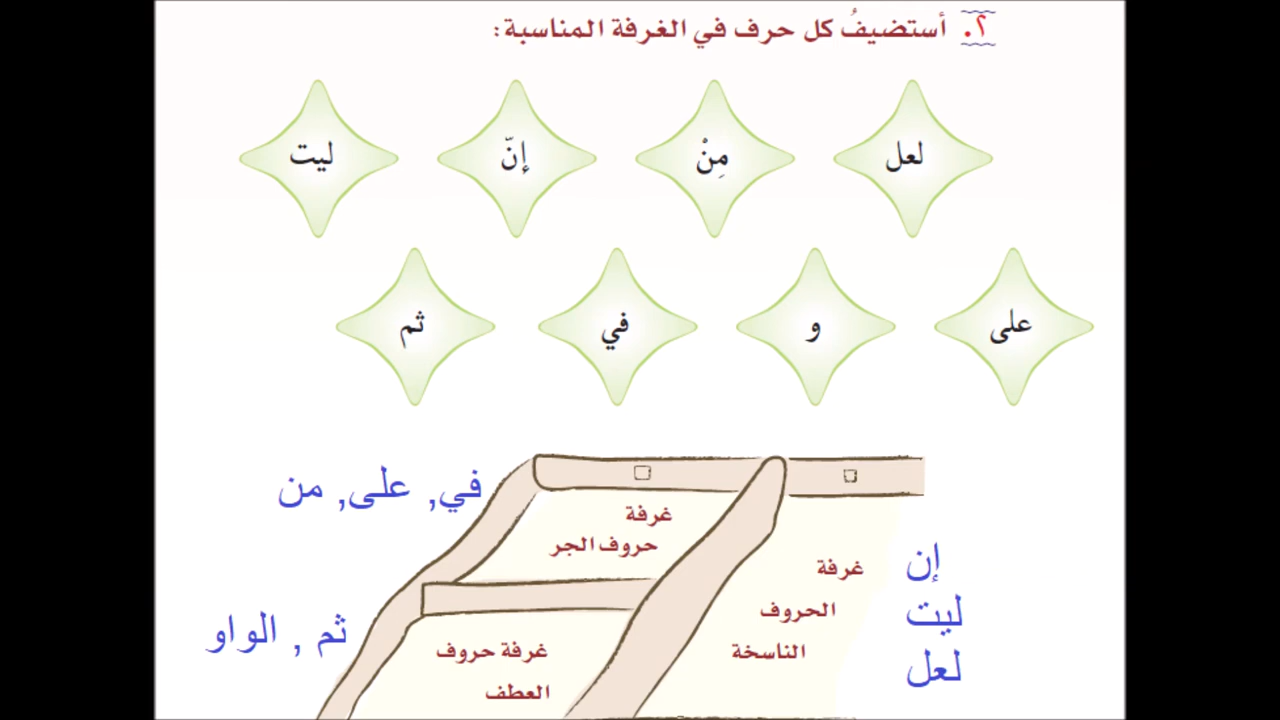 ٢. أستضيفُ كل حرف في الغرفة المناسبة:
لعل مِنْ إنّ ليت
على و في ثم
في, على, من
غرفة
حروف الجر
غرفة
الحروف
الناسخة
إن
ليت
لعل
ثم , الواو
غرفة حروف
العطف